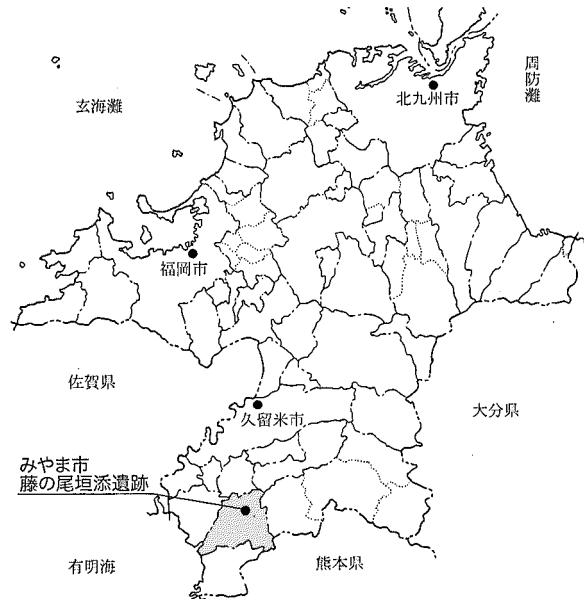 周防灘
北九州市
玄海灘
福岡市
佐賀県
久留米市
大分県
みやま市
藤の尾垣添遺跡
有明海
熊本県